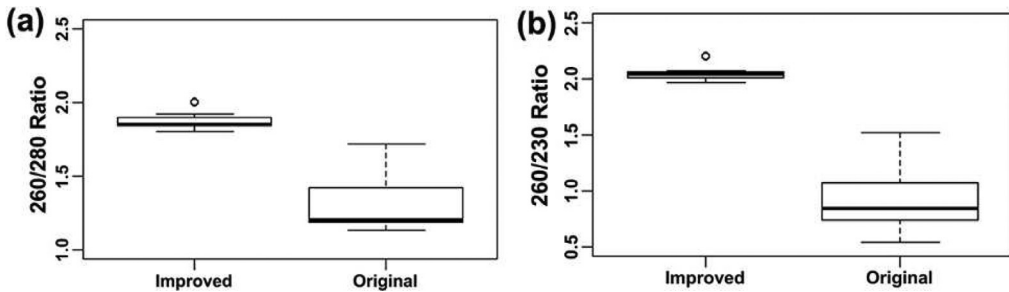 (a)
260/280 Ratio
2.5
2.0
1.5
1.0
Improved
Original
(b)
260/230 Ratio
2.5
2.0
1.5
1.0
0.5
Improved
Original